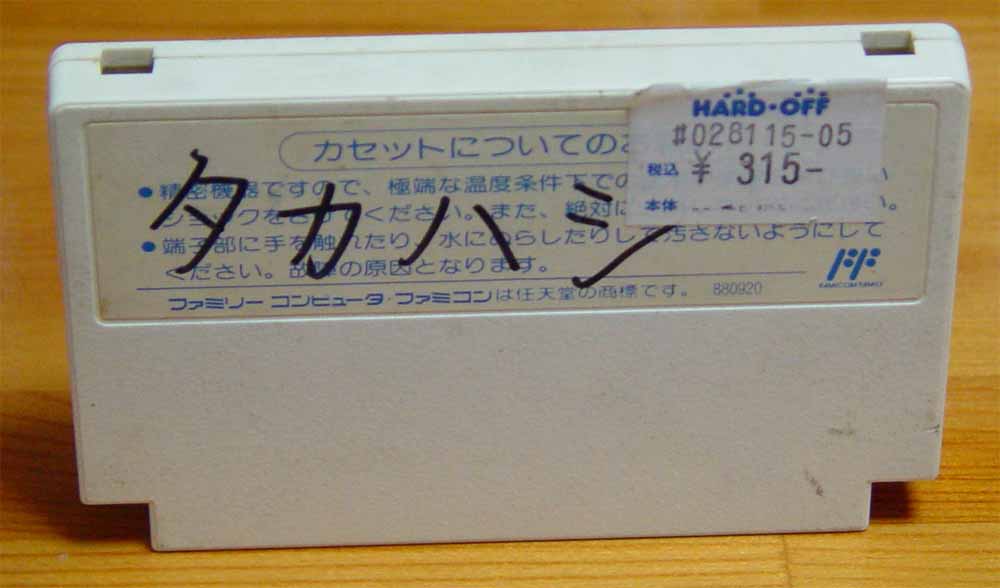 HARD・OFF
#028115-05
税込 ¥ 315-
本体
カセットについてのお
●精密機器ですので、極端な温度条件下での
ショックをさけてください。また、絶対に
●端子部に手を触れたり、水にぬらしたりして汚さないようにして
ください。故障の原因となります。
タカハシ
ファミリーコンピュータ・ファミコンは任天堂の商標です。 880920
FF
FAMICOM FAMILY